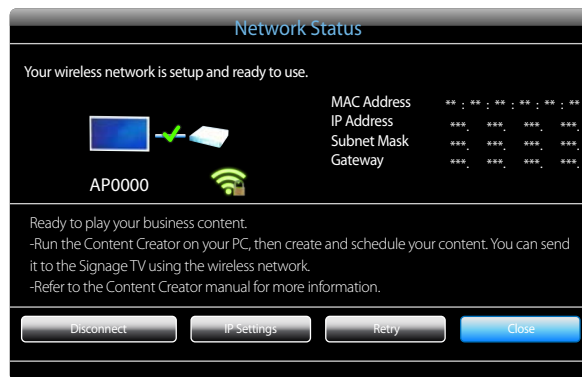 Network Status
Your wireless network is setup and ready to use.
MAC Address ** : ** : ** : ** : ** : **
IP Address ***. ***. ***. ***
Subnet Mask ***. ***. ***. ***
Gateway ***. ***. ***. ***
AP0000
Ready to play your business content.
-Run the Content Creator on your PC, then create and schedule your content. You can send
it to the Signage TV using the wireless network.
-Refer to the Content Creator manual for more information.
Disconnect IP Settings Retry Close